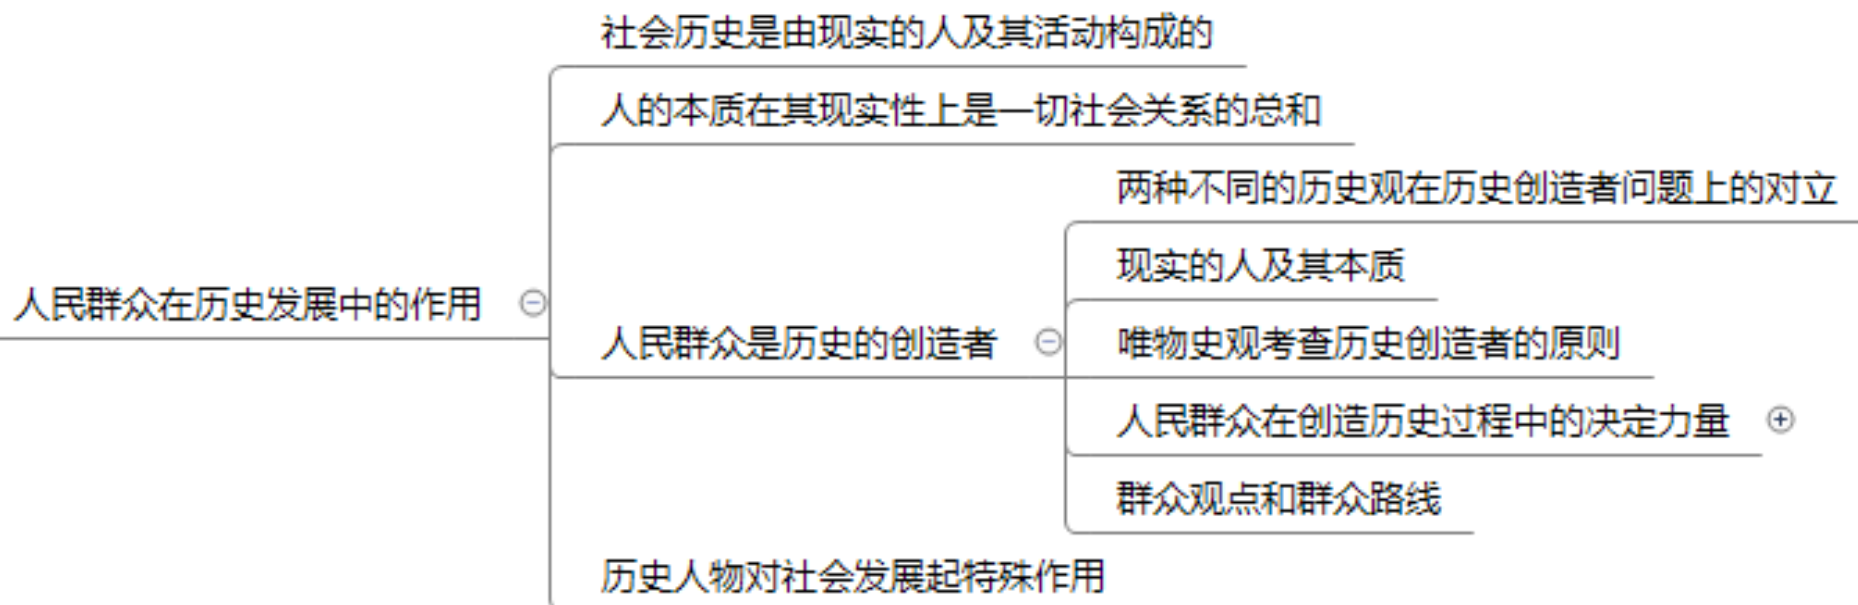 社会历史是由现实的人及其活动构成的
人的本质在其现实性上是一切社会关系的总和
两种不同的历史观在历史创造者问题上的对立
现实的人及其本质
人民群众在历史发展中的作用
人民群众是历史的创造者
唯物史观考查历史创造者的原则
人民群众在创造历史过程中的决定力量
群众观点和群众路线
历史人物对社会发展起特殊作用